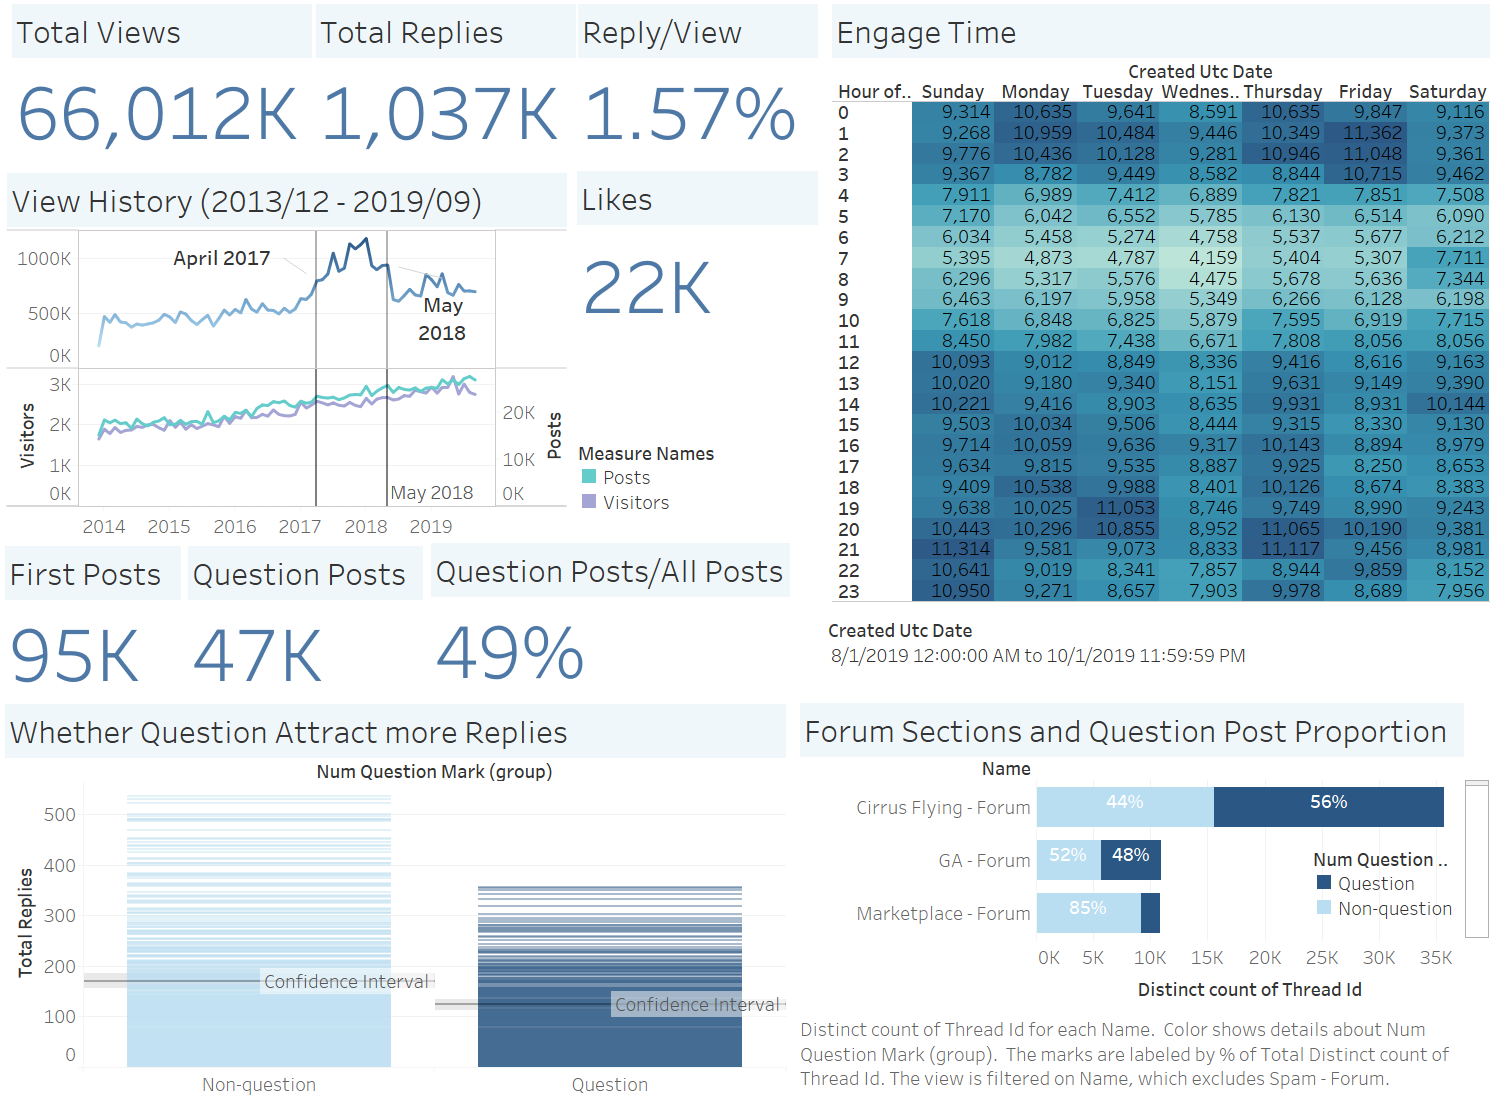 Total Views
Total Replies
Reply/View
66,012K
1,037K
1.57%
View History (2013/12 - 2019/09)
Likes
22K
April 2017
May
2018
1000K
500K
0K
3K
2K
1K
0K
Visitors
20K
10K
0K
Posts
May 2018
2014 2015 2016 2017 2018 2019
Measure Names
Posts
Visitors
Engage Time
Created Utc Date
Hour of.. Sunday Monday Tuesday Wednes.. Thursday Friday Saturday
0 9,314 10,635 9,641 8,591 10,635 9,847 9,116
1 9,268 10,959 10,484 9,446 10,349 11,362 9,373
2 9,776 10,436 10,128 9,281 10,946 11,048 9,361
3 9,367 8,782 9,449 8,582 8,844 10,715 9,462
4 7,911 6,989 7,412 6,889 7,821 7,851 7,508
5 7,170 6,042 6,552 5,785 6,130 6,514 6,090
6 6,034 5,458 5,274 4,758 5,537 5,677 6,212
7 5,395 4,873 4,787 4,159 5,404 5,307 7,711
8 6,296 5,317 5,576 4,475 5,678 5,636 7,344
9 6,463 6,197 5,958 5,349 6,266 6,128 6,198
10 7,618 6,848 6,825 5,879 7,595 6,919 7,715
11 8,450 7,982 7,438 6,671 7,808 8,056 8,056
12 10,093 9,012 8,849 8,336 9,416 8,616 9,163
13 10,020 9,180 9,340 8,151 9,631 9,149 9,390
14 10,221 9,416 8,903 8,635 9,931 8,931 10,144
15 9,503 10,034 9,506 8,444 9,315 8,330 9,130
16 9,714 10,059 9,636 9,317 10,143 8,894 8,979
17 9,634 9,815 9,535 8,887 9,925 8,250 8,653
18 9,409 10,538 9,988 8,401 10,126 8,674 8,383
19 9,638 10,025 11,053 8,746 9,749 8,990 9,243
20 10,443 10,296 10,855 8,952 11,065 10,190 9,381
21 11,314 9,581 9,073 8,833 11,117 9,456 8,981
22 10,641 9,019 8,341 7,857 8,944 9,859 8,152
23 10,950 9,271 8,657 7,903 9,978 8,689 7,956
Created Utc Date
8/1/2019 12:00:00 AM to 10/1/2019 11:59:59 PM
First Posts
Question Posts
Question Posts/All Posts
95K
47K
49%
Whether Question Attract more Replies
Num Question Mark (group)
Total Replies
500
400
300
200
100
0
Confidence Interval
Confidence Interval
Non-question
Question
Forum Sections and Question Post Proportion
Name
Cirrus Flying - Forum
44% 56%
GA - Forum
52% 48%
Marketplace - Forum
85%
Num Question ..
Question
Non-question
0K 5K 10K 15K 20K 25K 30K 35K
Distinct count of Thread Id
Distinct count of Thread Id for each Name. Color shows details about Num
Question Mark (group). The marks are labeled by % of Total Distinct count of
Thread Id. The view is filtered on Name, which excludes Spam - Forum.